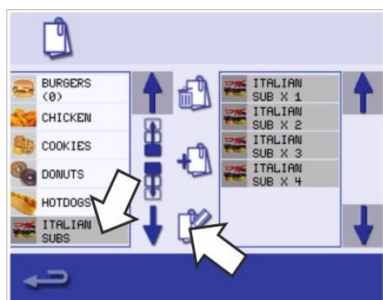 BURGERS
(0)
CHICKEN
COOKIES
DONUTS
HOTDOGS
ITALIAN
SUBS
ITALIAN
SUB X 1
ITALIAN
SUB X 2
ITALIAN
SUB X 3
ITALIAN
SUB X 4